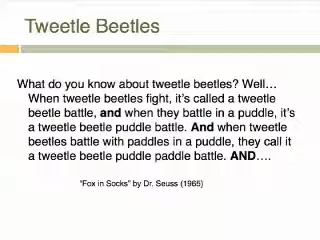 Tweetle Beetles
What do you know about tweetle beetles? Well…
When tweetle beetles fight, it's called a tweetle
beetle battle, and when they battle in a puddle, it's
a tweetle beetle puddle battle. And when tweetle
beetles battle with paddles in a puddle, they call it
a tweetle beetle puddle paddle battle. AND….
"Fox in Socks" by Dr. Seuss (1965)